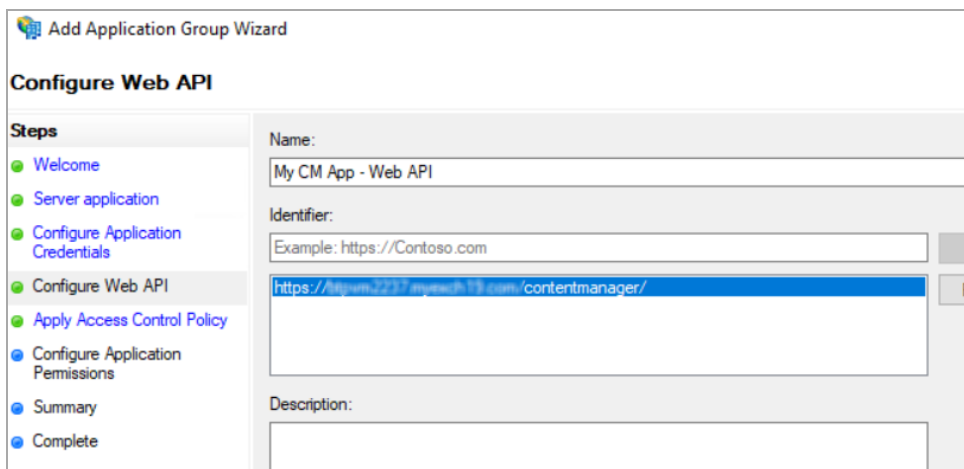 Add Application Group Wizard
Configure Web API
Steps
Welcome
Server application
Configure Application
Credentials
Configure Web API
Apply Access Control Policy
Configure Application
Permissions
Summary
Complete
Name:
My CM App - Web API
Identifier:
Example: https://Contoso.com
https:// /contentmanager/
Description: